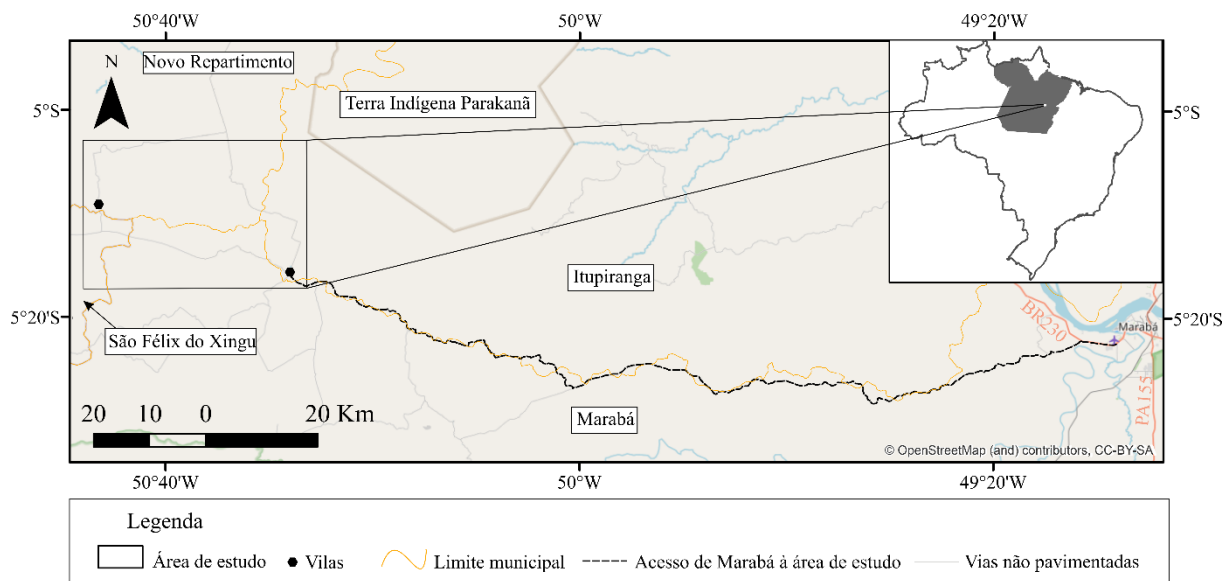 50°40'W
50°W
49°20'W
N
Novo Repartimento
Terra Indígena Parakanã
5°S
5°S
Itupiranga
5°20'S
5°20'S
São Félix do Xingu
BR230
Marabá
PA155
20 10 0 20 Km
Marabá
© OpenStreetMap (and) contributors, CC-BY-SA
50°40'W
50°W
49°20'W
Legenda
Área de estudo
Vilas
Limite municipal
Acesso de Marabá à área de estudo
Vias não pavimentadas